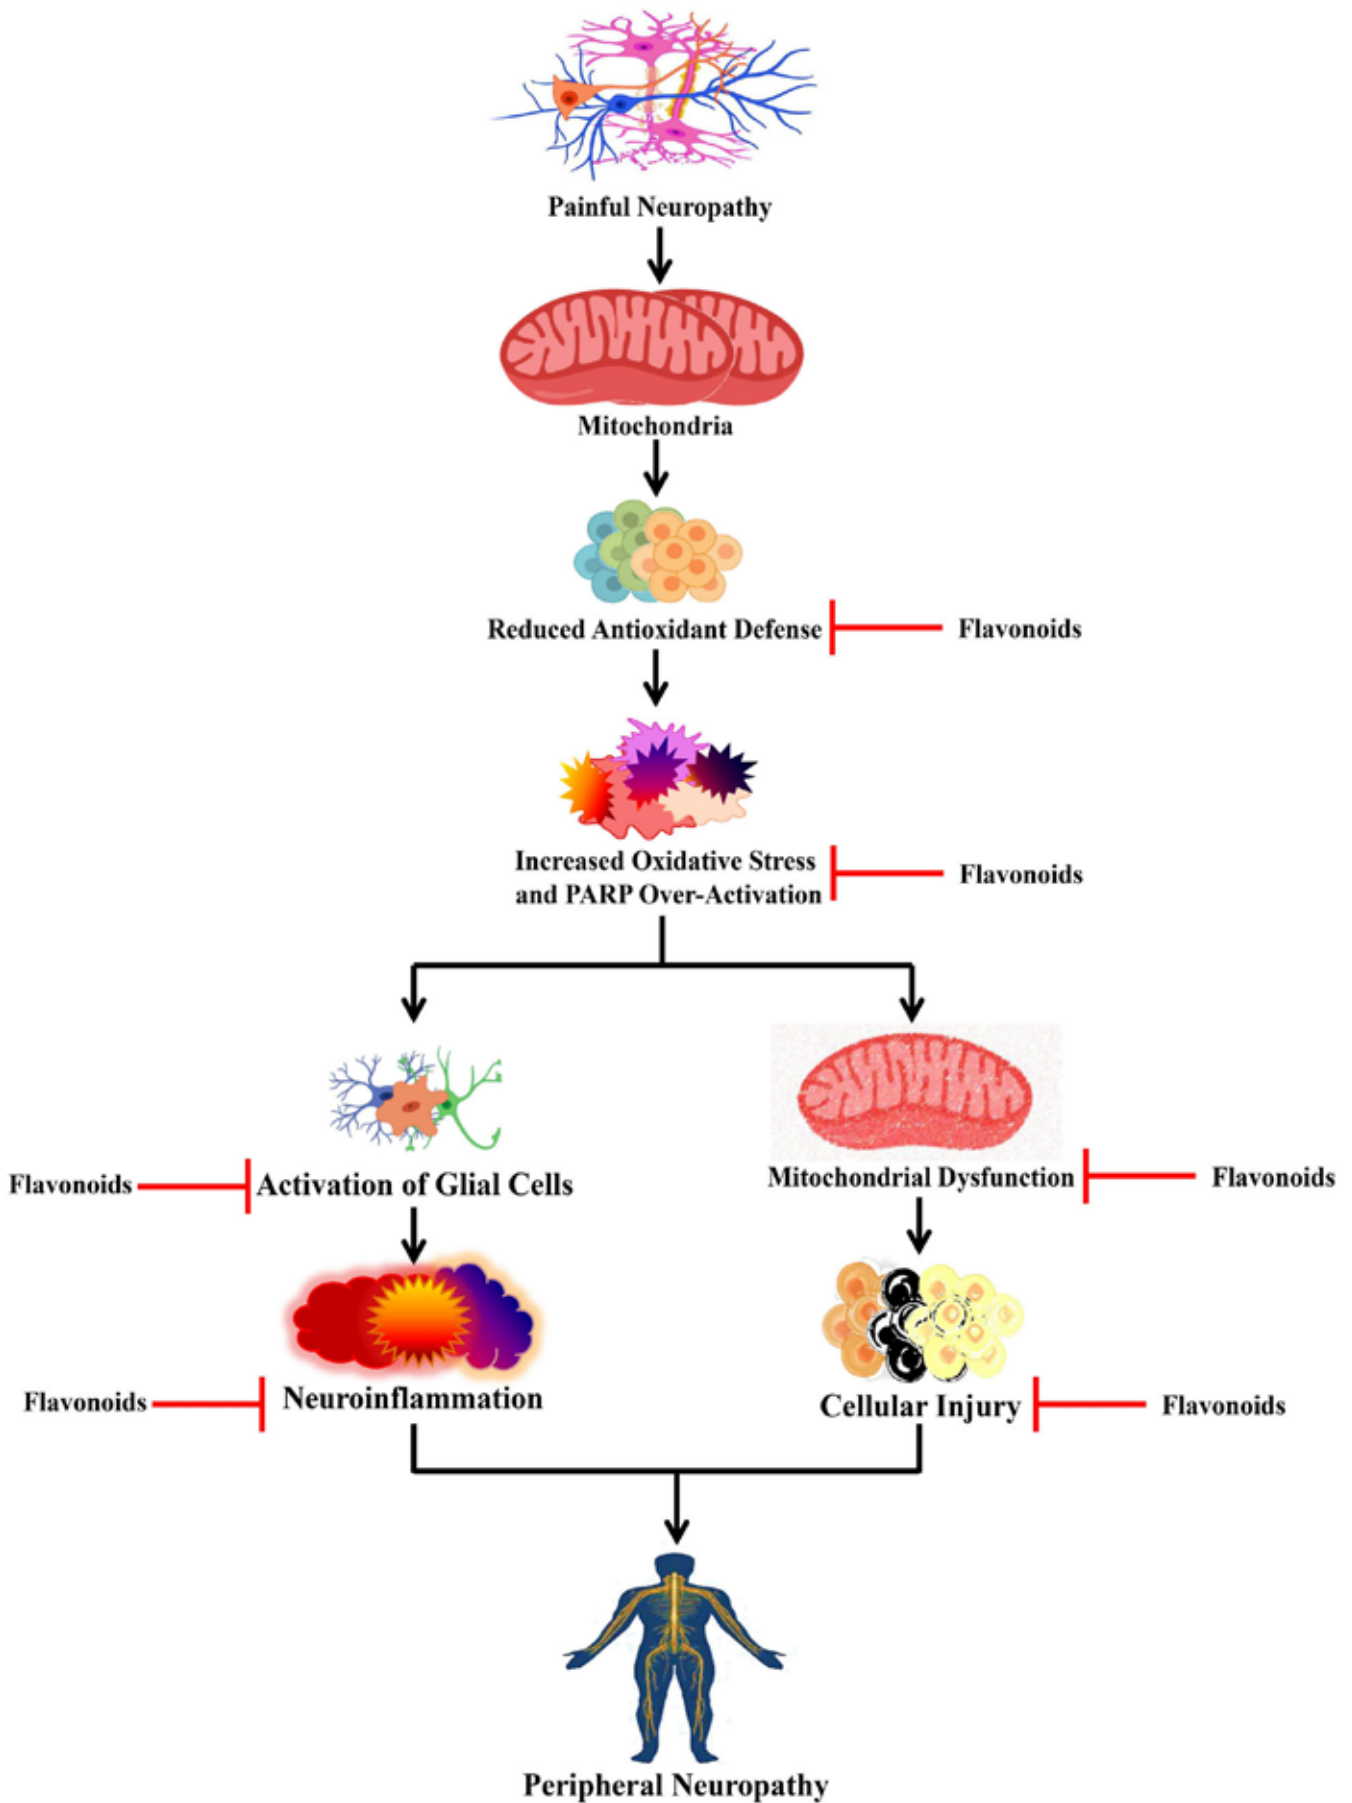 Painful Neuropathy
Mitochondria
Reduced Antioxidant Defense
Flavonoids
Increased Oxidative Stress
and PARP Over-Activation
Flavonoids
Flavonoids
Activation of Glial Cells
Mitochondrial Dysfunction
Flavonoids
Flavonoids
Neuroinflammation
Cellular Injury
Flavonoids
Peripheral Neuropathy